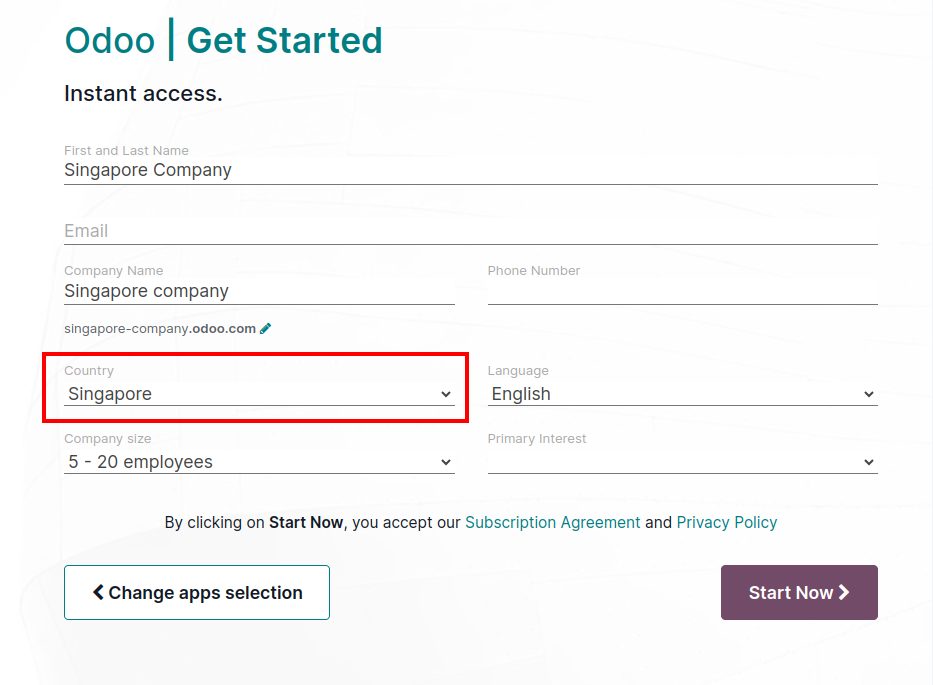 Odoo | Get Started
Instant access.
First and Last Name
Singapore Company
Email
Company Name
Phone Number
Singapore company
singapore-company.odoo.com
Country
Language
Singapore
English
Company size
Primary Interest
5 - 20 employees
By clicking on Start Now, you accept our Subscription Agreement and Privacy Policy
Change apps selection
Start Now